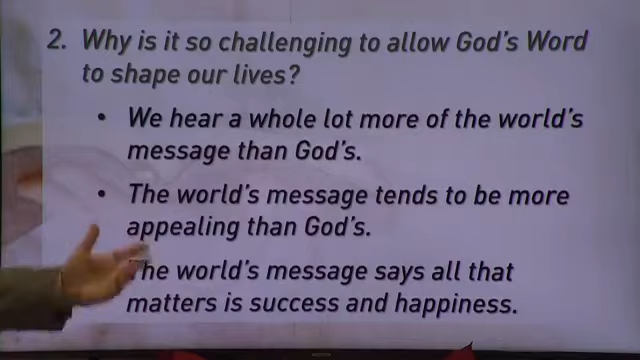 2. Why is it so challenging to allow God's Word
to shape our lives?
• We hear a whole lot more of the world's
message than God's.
• The world's message tends to be more
appealing than God's.
The world's message says all that
matters is success and happiness.